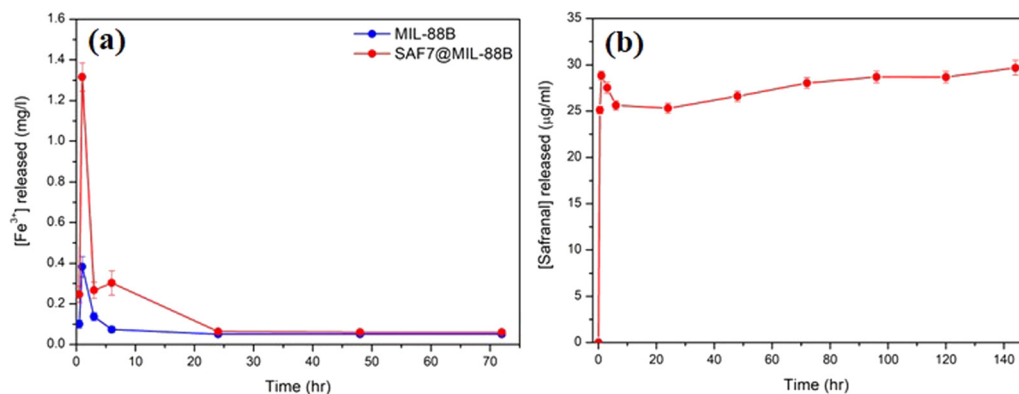 (a)
MIL-88B
SAF7@MIL-88B
[Fe³⁺] released (mg/l)
1.6
1.4
1.2
1.0
0.8
0.6
0.4
0.2
0.0
0 10 20 30 40 50 60 70
Time (hr)
(b)
[Safranal] released (μg/ml)
35
30
25
20
15
10
5
0
0 20 40 60 80 100 120 140
Time (hr)